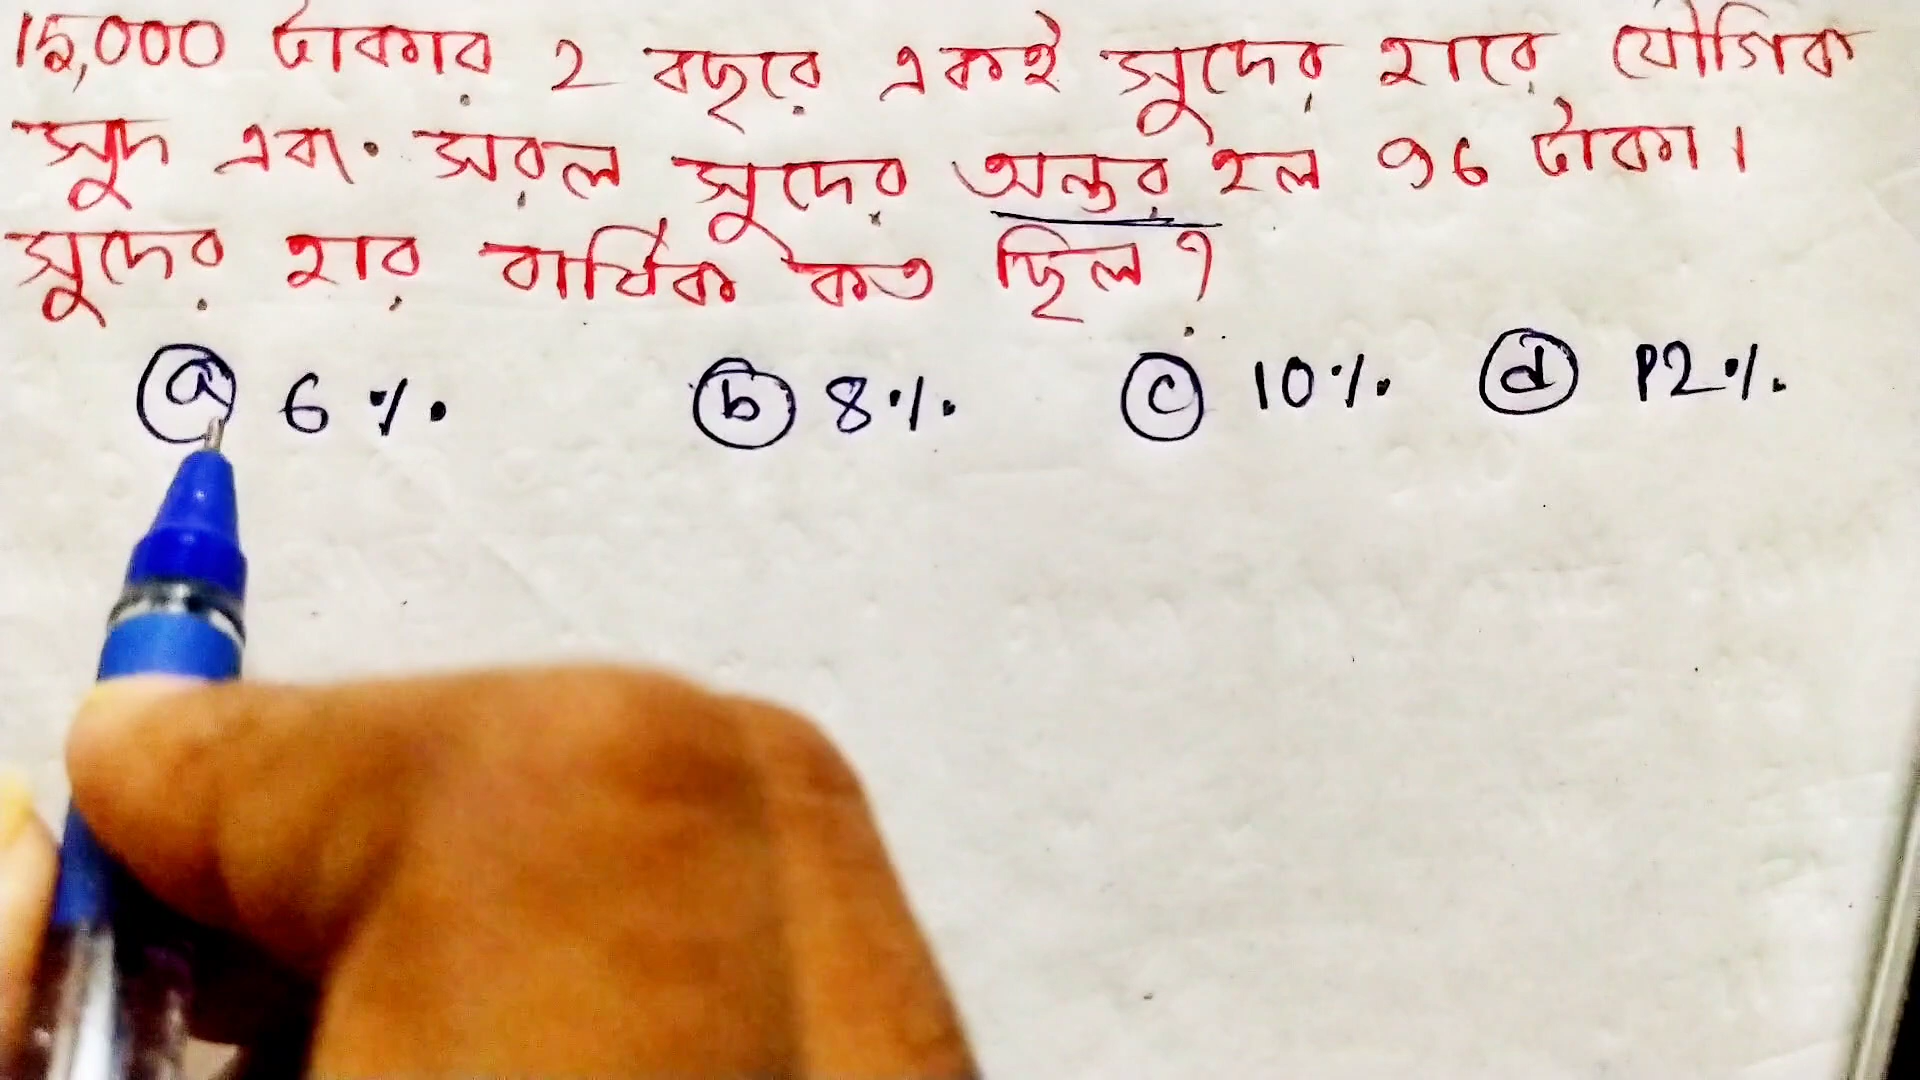 15,000 টাকার 2 বছরে একই সুদের হারে যৌগিক
সুদ এবং সরল সুদের অন্তর হল 96 টাকা।
সুদের হার বার্ষিক কত ছিল?
(a) 6% (b) 8% (c) 10% (d) 12%